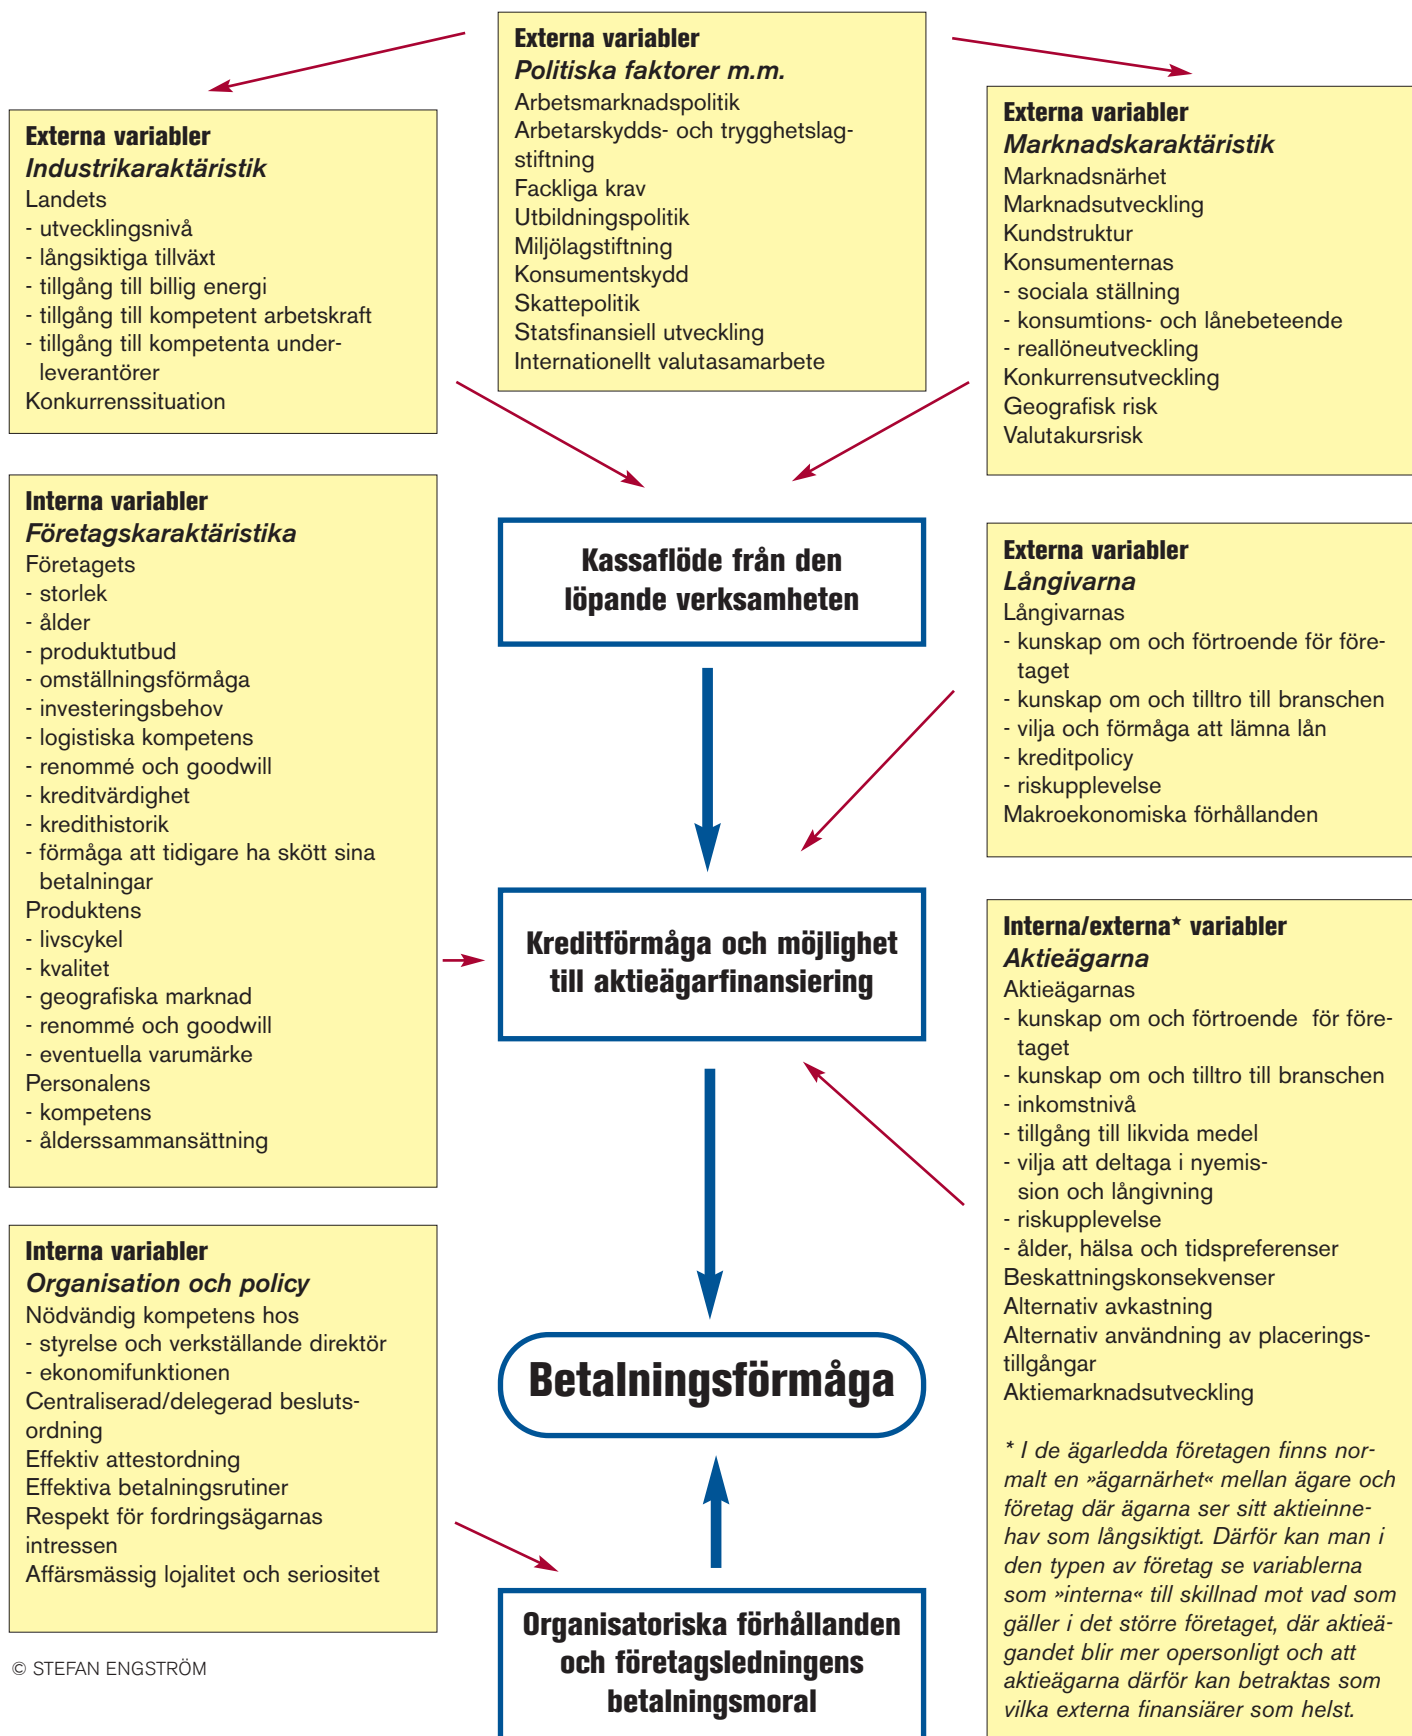 Externa variabler
Politiska faktorer m.m.
Arbetsmarknadspolitik
Arbetarskydds- och trygghetslag-
stiftning
Fackliga krav
Utbildningspolitik
Miljölagstiftning
Konsumentskydd
Skattepolitik
Statsfinansiell utveckling
Internationellt valutasamarbete
Externa variabler
Industrikaraktäristik
Landets
- utvecklingsnivå
- långsiktiga tillväxt
- tillgång till billig energi
- tillgång till kompetent arbetskraft
- tillgång till kompetenta under-
leverantörer
Konkurrenssituation
Externa variabler
Marknadskaraktäristik
Marknadsnärhet
Marknadsutveckling
Kundstruktur
Konsumenternas
- sociala ställning
- konsumtions- och lånebeteende
- reallöneutveckling
Konkurrensutveckling
Geografisk risk
Valutakursrisk
Interna variabler
Företagskaraktäristika
Företagets
- storlek
- ålder
- produktutbud
- omställningsförmåga
- investeringsbehov
- logistiska kompetens
- renommé och goodwill
- kreditvärdighet
- kredithistorik
- förmåga att tidigare ha skött sina
betalningar
Produktens
- livscykel
- kvalitet
- geografiska marknad
- renommé och goodwill
- eventuella varumärke
Personalens
- kompetens
- ålderssammansättning
Kassaflöde från den
löpande verksamheten
Externa variabler
Långivarna
Långivarnas
- kunskap om och förtroende för före-
taget
- kunskap om och tilltro till branschen
- vilja och förmåga att lämna lån
- kreditpolicy
- riskupplevelse
Makroekonomiska förhållanden
Kreditförmåga och möjlighet
till aktieägarfinansiering
Interna/externa* variabler
Aktieägarna
Aktieägarnas
- kunskap om och förtroende för före-
taget
- kunskap om och tilltro till branschen
- inkomstnivå
- tillgång till likvida medel
- vilja att deltaga i nyemis-
sion och långivning
- riskupplevelse
- ålder, hälsa och tidspreferenser
Beskattningskonsekvenser
Alternativ avkastning
Alternativ användning av placerings-
tillgångar
Aktiemarknadsutveckling
* I de ägarledda företagen finns nor-
malt en »ägarnärhet« mellan ägare och
företag där ägarna ser sitt aktieinne-
hav som långsiktigt. Därför kan man i
den typen av företag se variablerna
som »interna« till skillnad mot vad som
gäller i det större företaget, där aktieä-
gandet blir mer opersonligt och att
aktieägarna därför kan betraktas som
vilka externa finansiärer som helst.
Interna variabler
Organisation och policy
Nödvändig kompetens hos
- styrelse och verkställande direktör
- ekonomifunktionen
Centraliserad/delegerad besluts-
ordning
Effektiv attestordning
Effektiva betalningsrutiner
Respekt för fordringsägarnas
intressen
Affärsmässig lojalitet och seriositet
Betalningsförmåga
Organisatoriska förhållanden
och företagsledningens
betalningsmoral
© STEFAN ENGSTRÖM